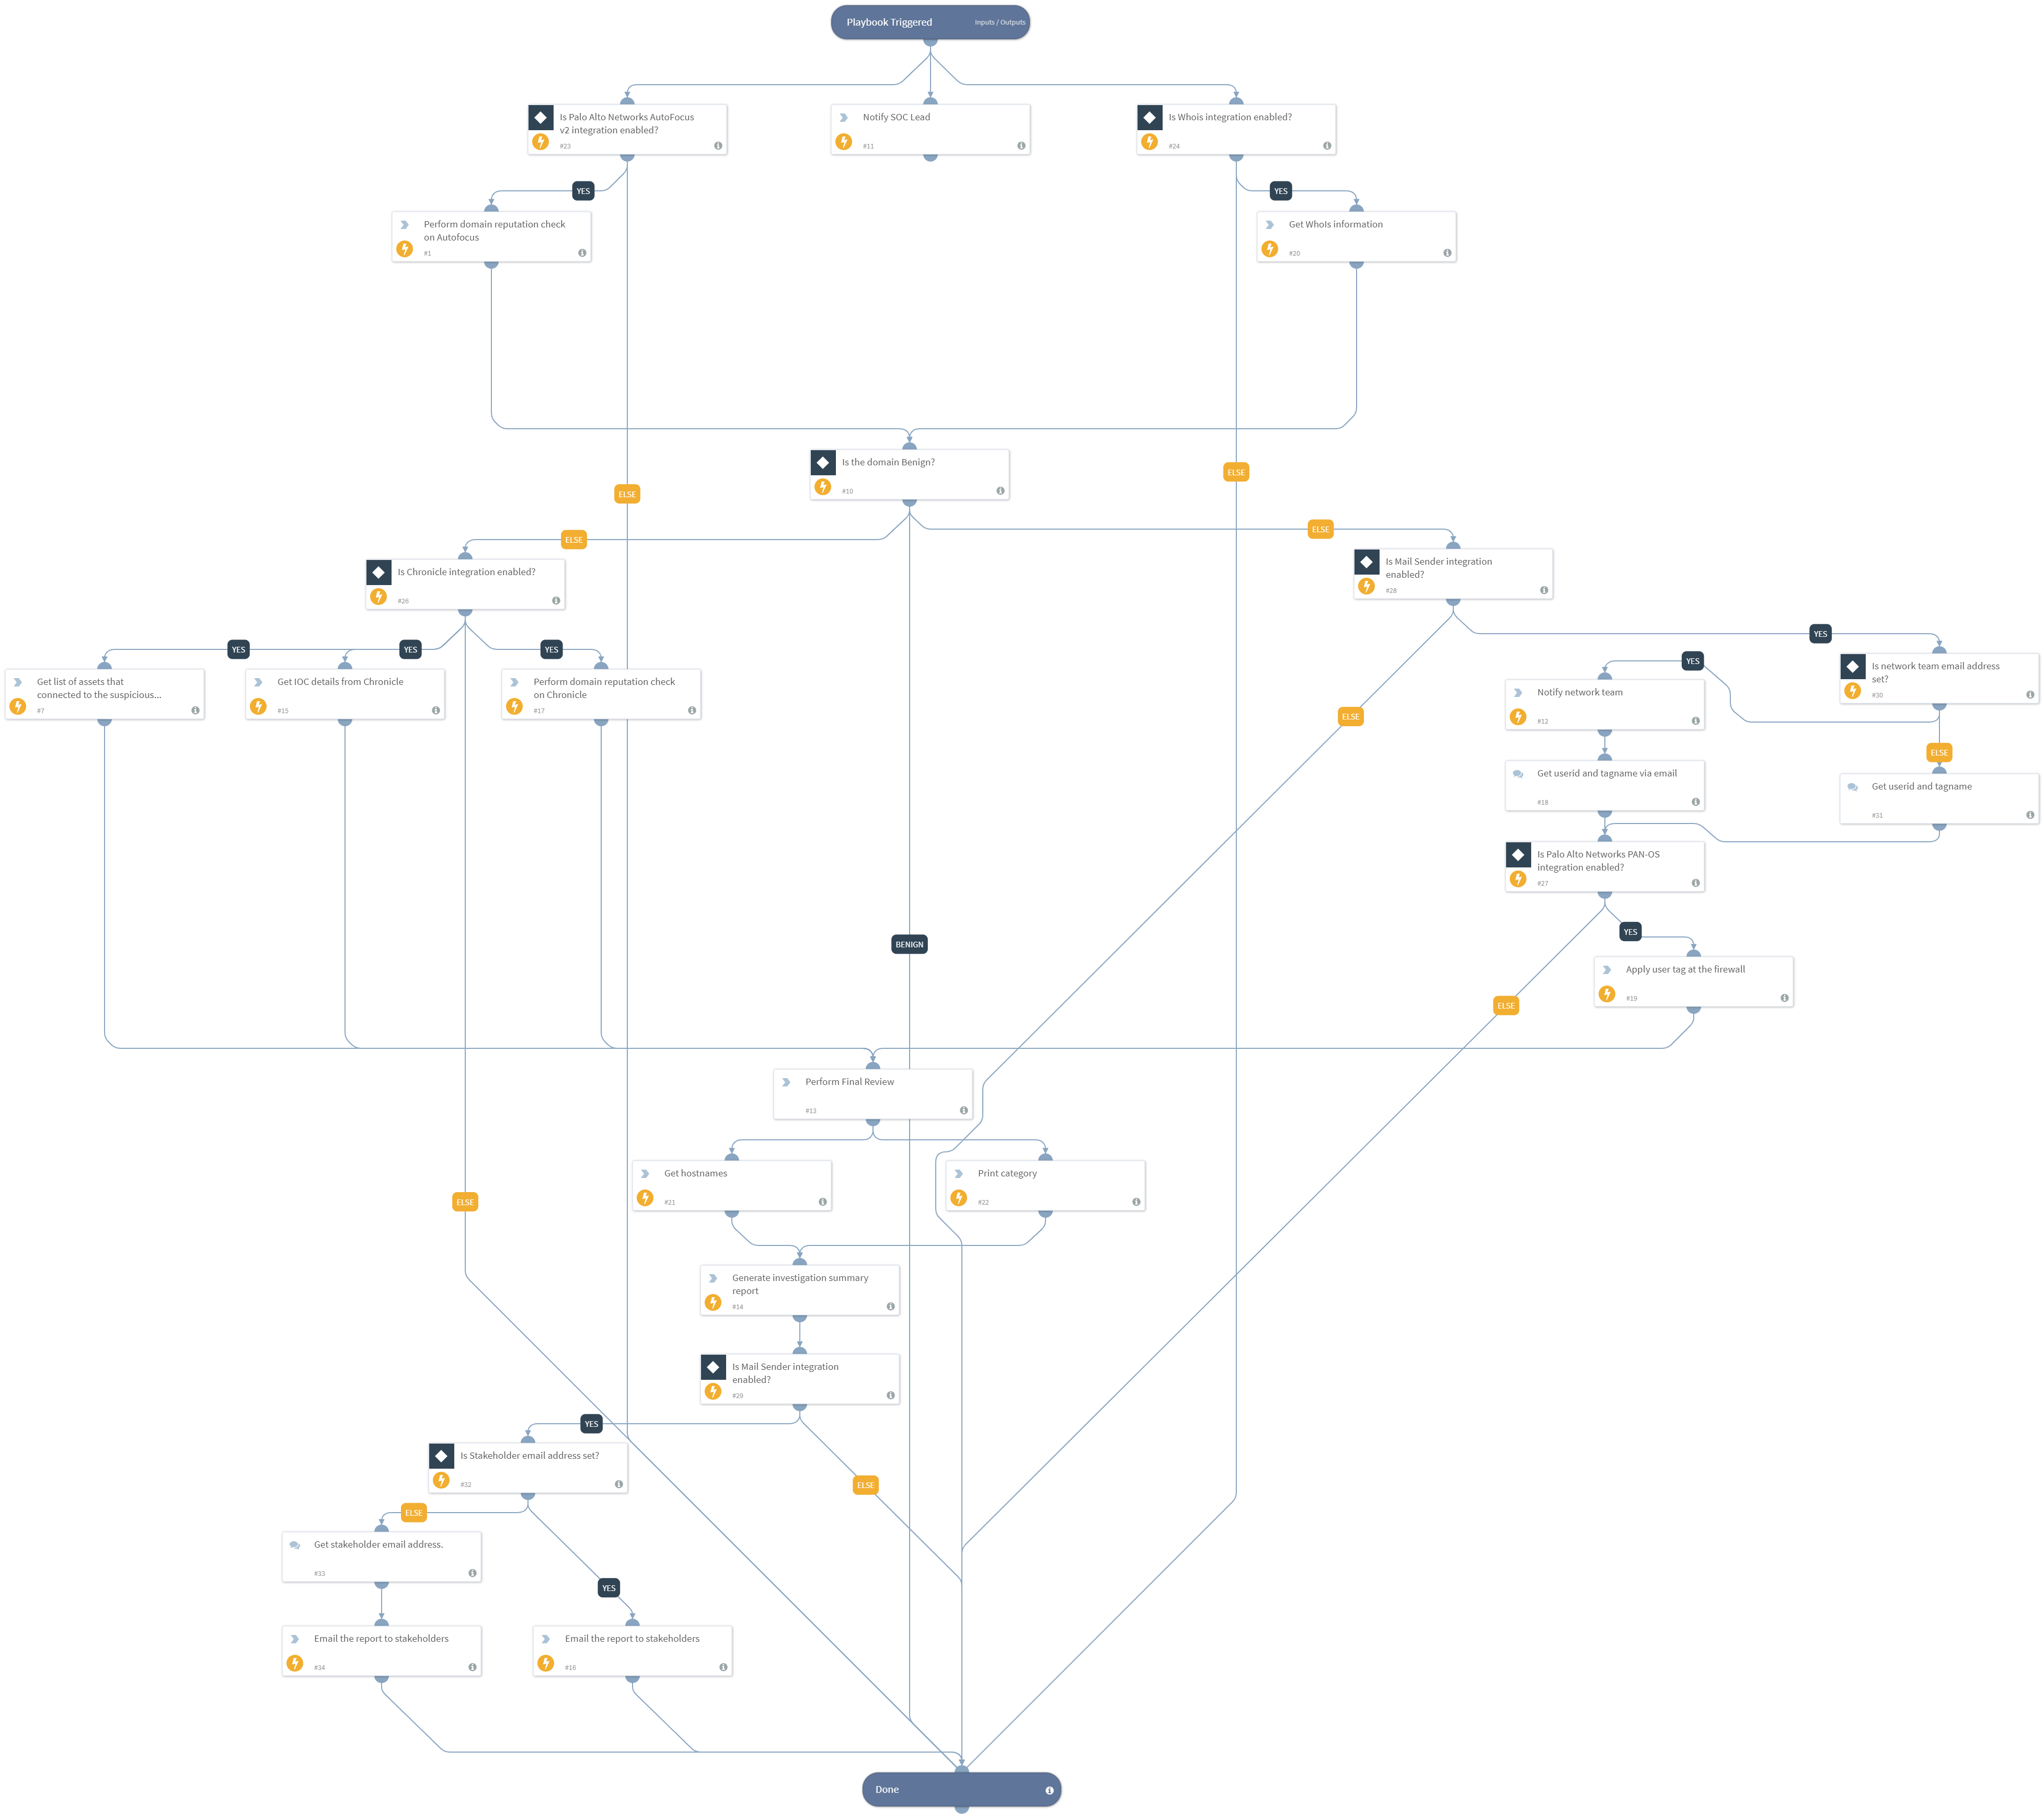 Playbook Triggered
Inputs / Outputs
Is Palo Alto Networks AutoFocus
v2 integration enabled?
#23
Notify SOC Lead
#11
Is Whois integration enabled?
#24
YES
YES
Perform domain reputation check
on Autofocus
#1
Get WhoIs information
#20
Is the domain Benign?
#10
ELSE
ELSE
ELSE
ELSE
Is Chronicle integration enabled?
#26
Is Mail Sender integration
enabled?
#28
YES
YES
YES
YES
YES
Get list of assets that
connected to the suspicious...
#7
Get IOC details from Chronicle
#15
Perform domain reputation check
on Chronicle
#17
Is network team email address
set?
#30
Notify network team
#12
ELSE
ELSE
Get userid and tagname via email
#18
Get userid and tagname
#31
Is Palo Alto Networks PAN-OS
integration enabled?
#27
YES
BENIGN
Apply user tag at the firewall
#19
ELSE
Perform Final Review
#13
Get hostnames
#21
Print category
#22
ELSE
Generate investigation summary
report
#14
Is Mail Sender integration
enabled?
#29
YES
Is Stakeholder email address set?
#32
ELSE
ELSE
Get stakeholder email address.
#33
YES
Email the report to stakeholders
#34
Email the report to stakeholders
#16
Done